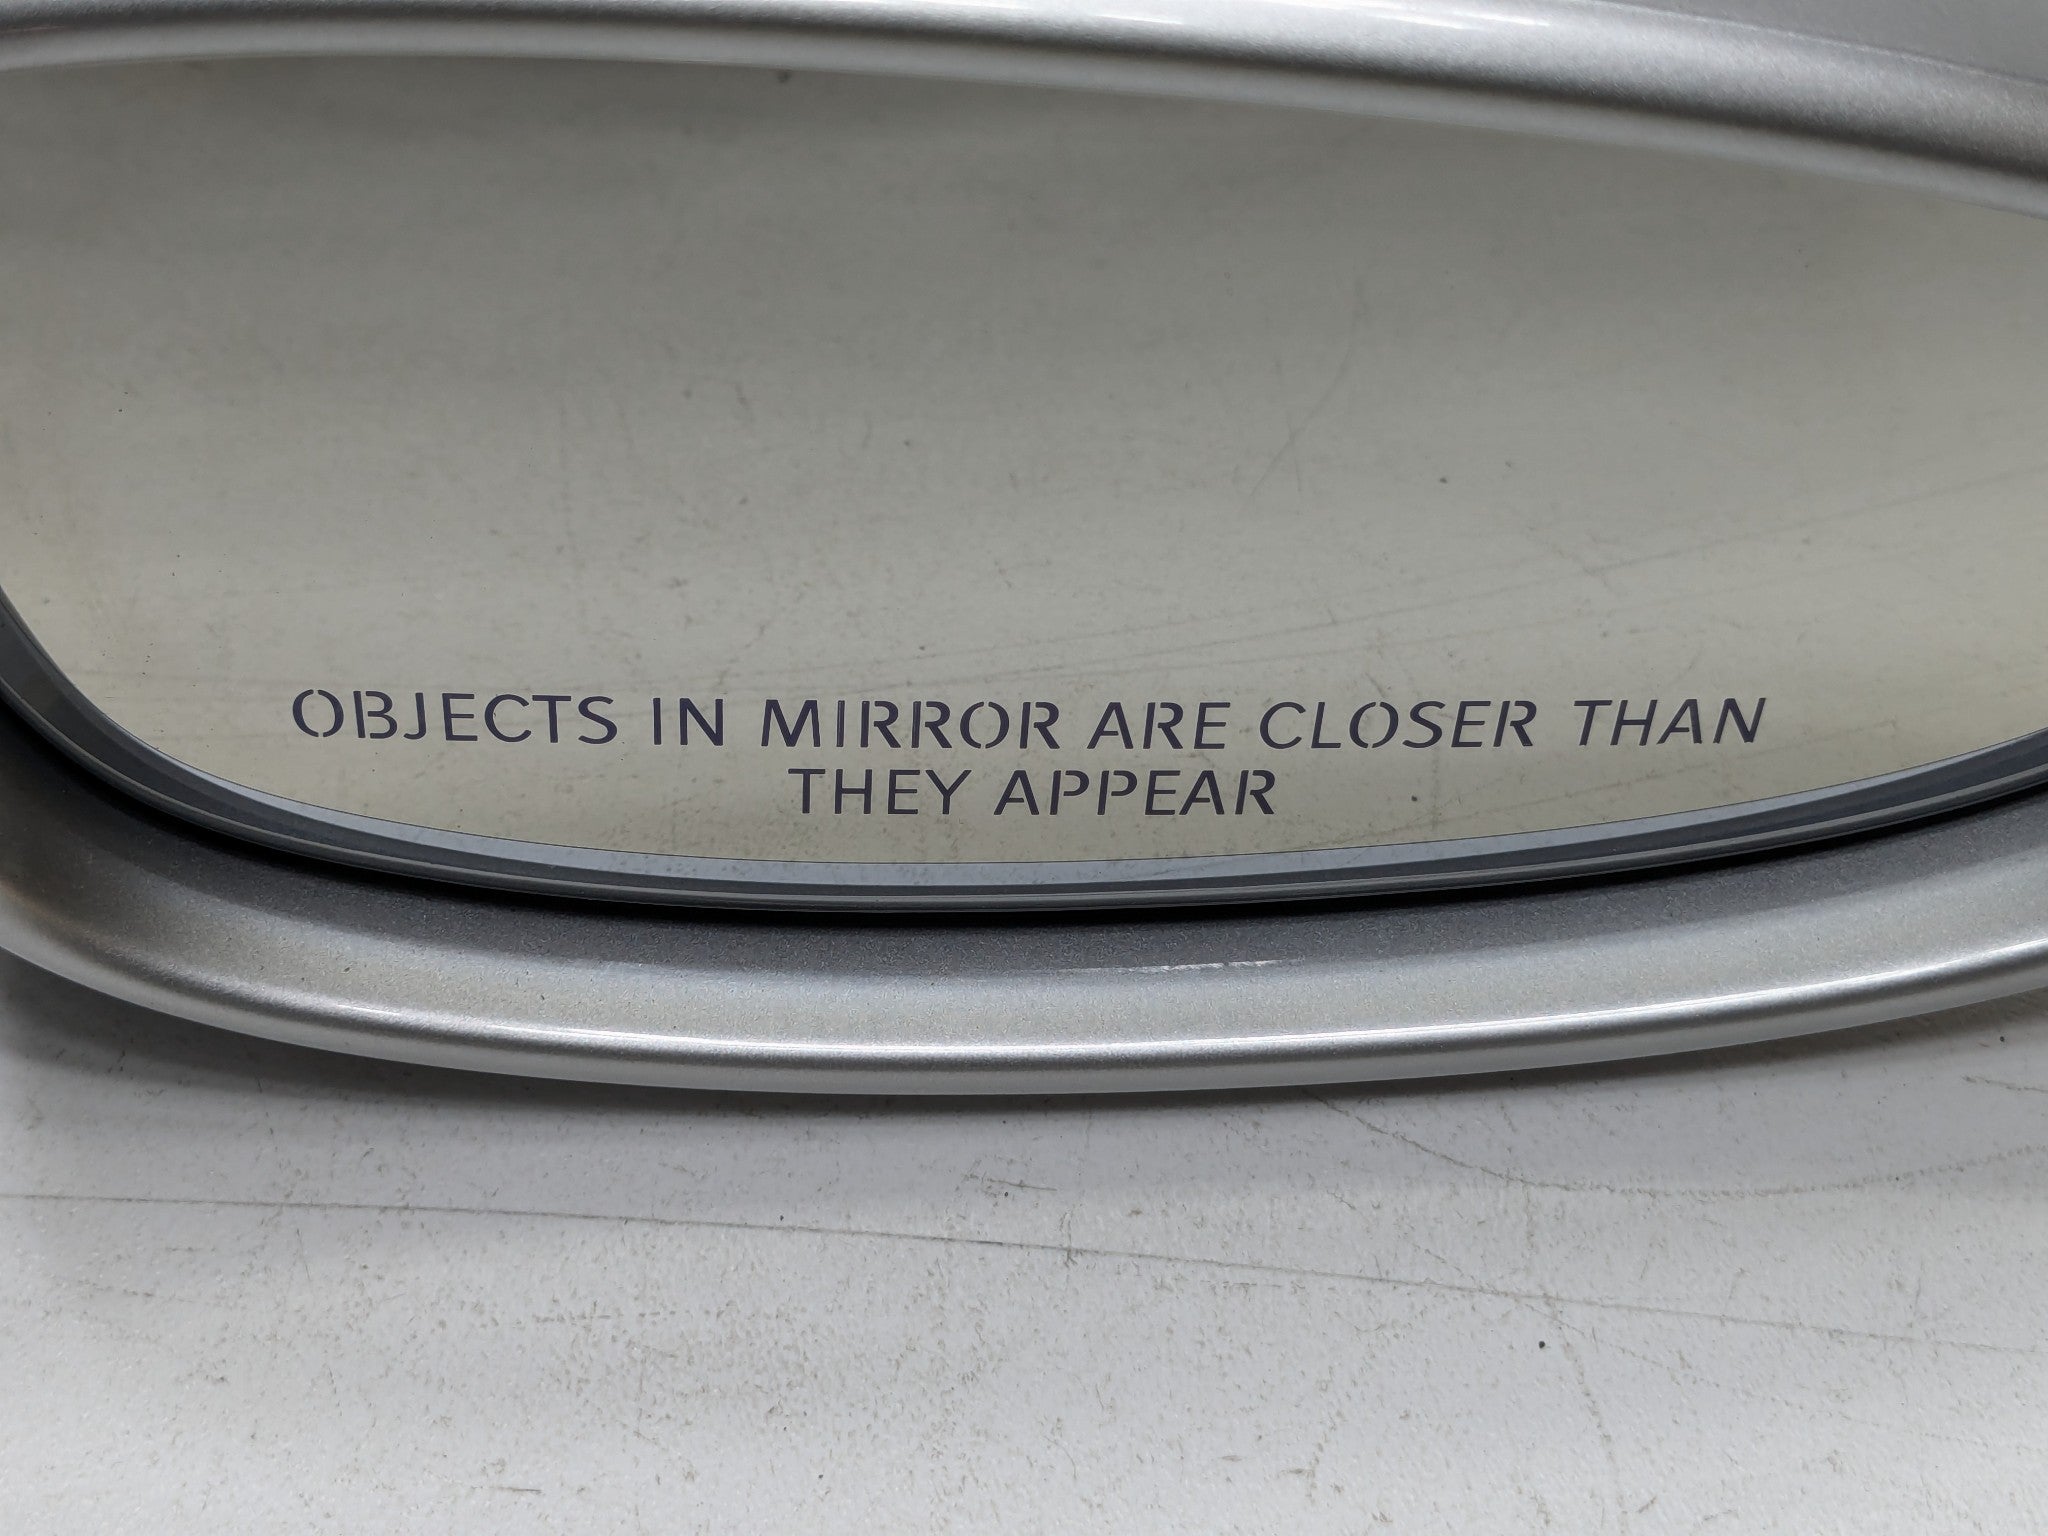 OBJECTS IN MIRROR ARE CLOSER THAN
THEY APPEAR